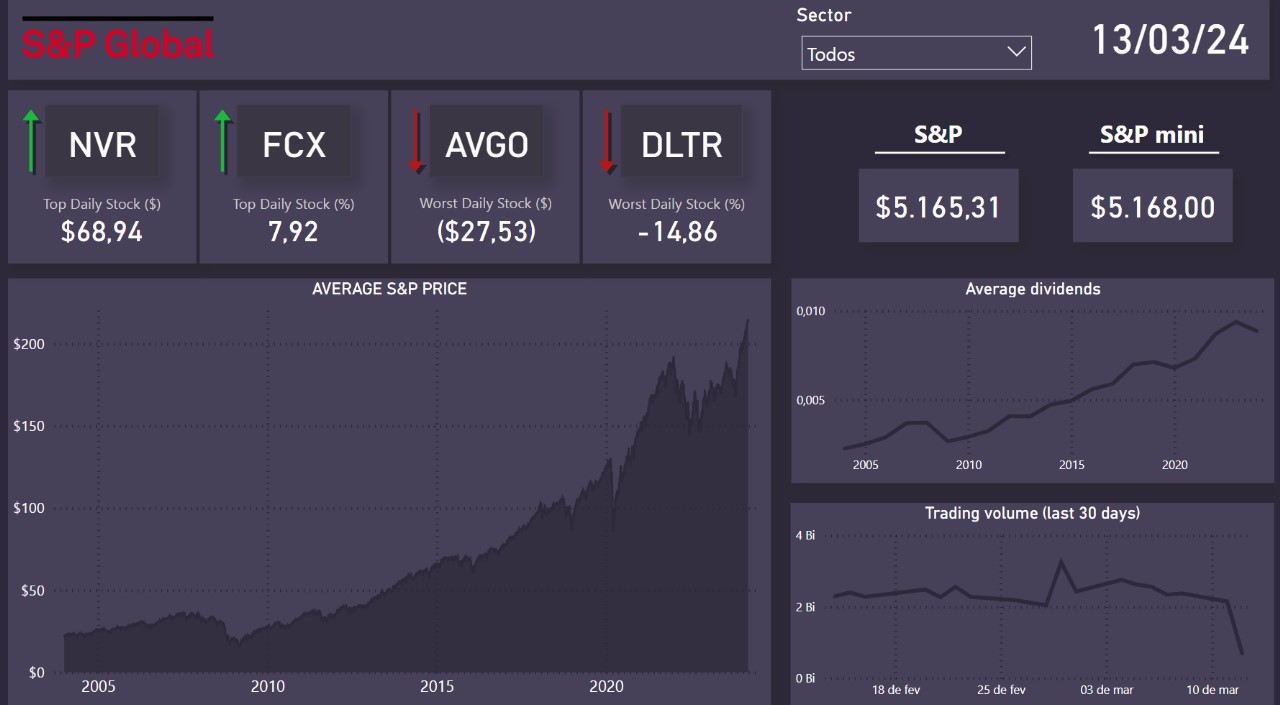 S&P Global
Sector
Todos
13/03/24
NVR
Top Daily Stock ($)
$68,94
FCX
Top Daily Stock (%)
7,92
AVGO
Worst Daily Stock ($)
($27,53)
DLTR
Worst Daily Stock (%)
-14,86
S&P
$5.165,31
S&P mini
$5.168,00
AVERAGE S&P PRICE
$200
$150
$100
$50
$0
2005 2010 2015 2020
Average dividends
0,010
0,005
2005 2010 2015 2020
Trading volume (last 30 days)
4 Bi
2 Bi
0 Bi
18 de fev 25 de fev 03 de mar 10 de mar